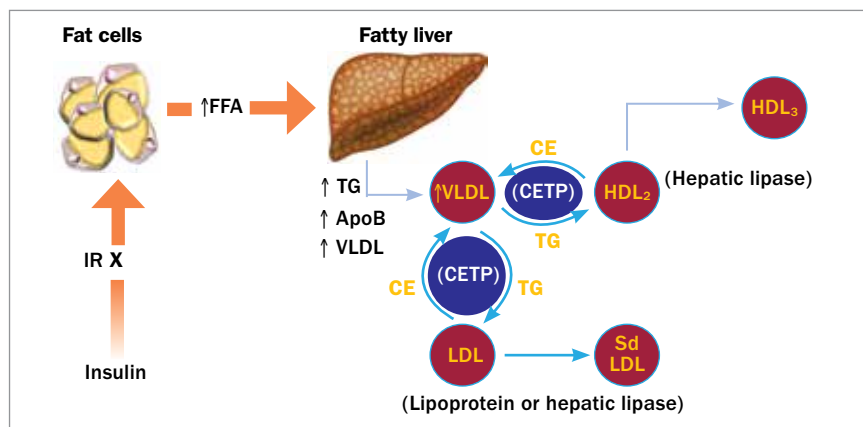 Fat cells
Fatty liver
↑FFA
HDL₃
CE
↑ TG
↑VLDL
(CETP)
HDL₂
(Hepatic lipase)
↑ ApoB
TG
↑ VLDL
IR X
CE
(CETP)
TG
Insulin
LDL
Sd
LDL
(Lipoprotein or hepatic lipase)